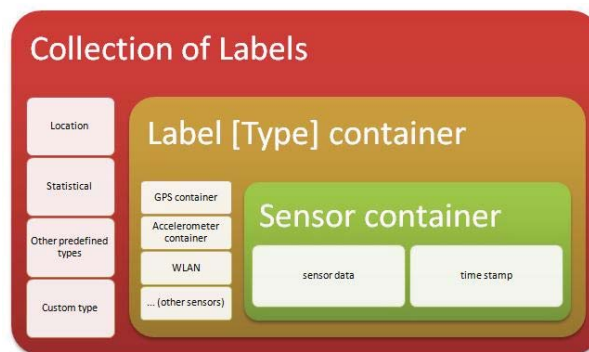 Collection of Labels
Location
Statistical
Other predefined
types
Custom type
Label [Type] container
GPS container
Accelerometer
container
WLAN
... (other sensors)
Sensor container
sensor data
time stamp